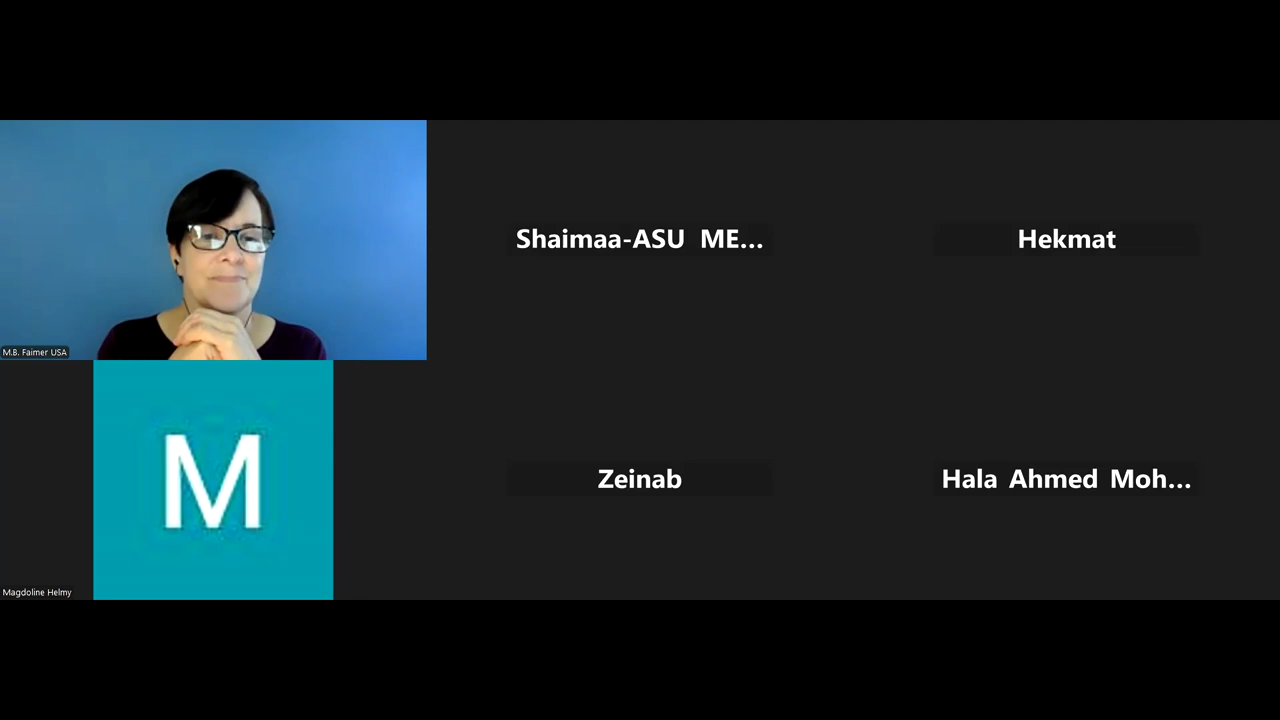 Shaimaa-ASU ME...
Hekmat
M.B. Faimer USA
M
Zeinab
Hala Ahmed Moh...
Magdoline Helmy